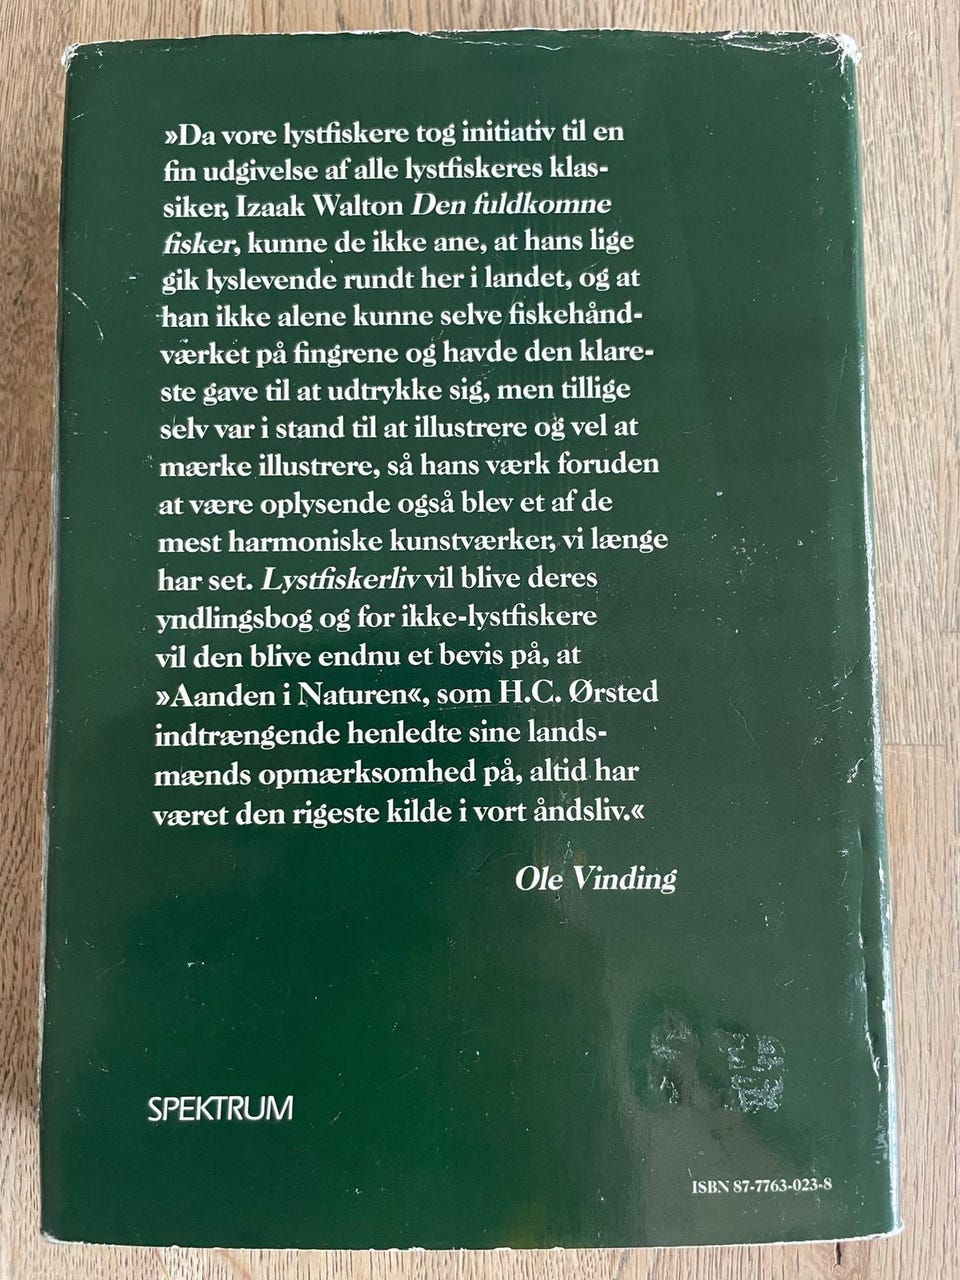 »Da vore lystfiskere tog initiativ til en
fin udgivelse af alle lystfiskeres klas-
siker, Izaak Walton Den fuldkomne
fisker, kunne de ikke ane, at hans lige
gik lyslevende rundt her i landet, og at
han ikke alene kunne selve fiskehånd-
værket på fingrene og havde den klare-
ste gave til at udtrykke sig, men tillige
selv var i stand til at illustrere og vel at
mærke illustrere, så hans værk foruden
at være oplysende også blev et af de
mest harmoniske kunstværker, vi længe
har set. Lystfiskerliv vil blive deres
yndlingsbog og for ikke-lystfiskere
vil den blive endnu et bevis på, at
»Aanden i Naturen«, som H.C. Ørsted
indtrængende henledte sine lands-
mænds opmærksomhed på, altid har
været den rigeste kilde i vort åndsliv.«
Ole Vinding
SPEKTRUM
ISBN 87-7763-023-8